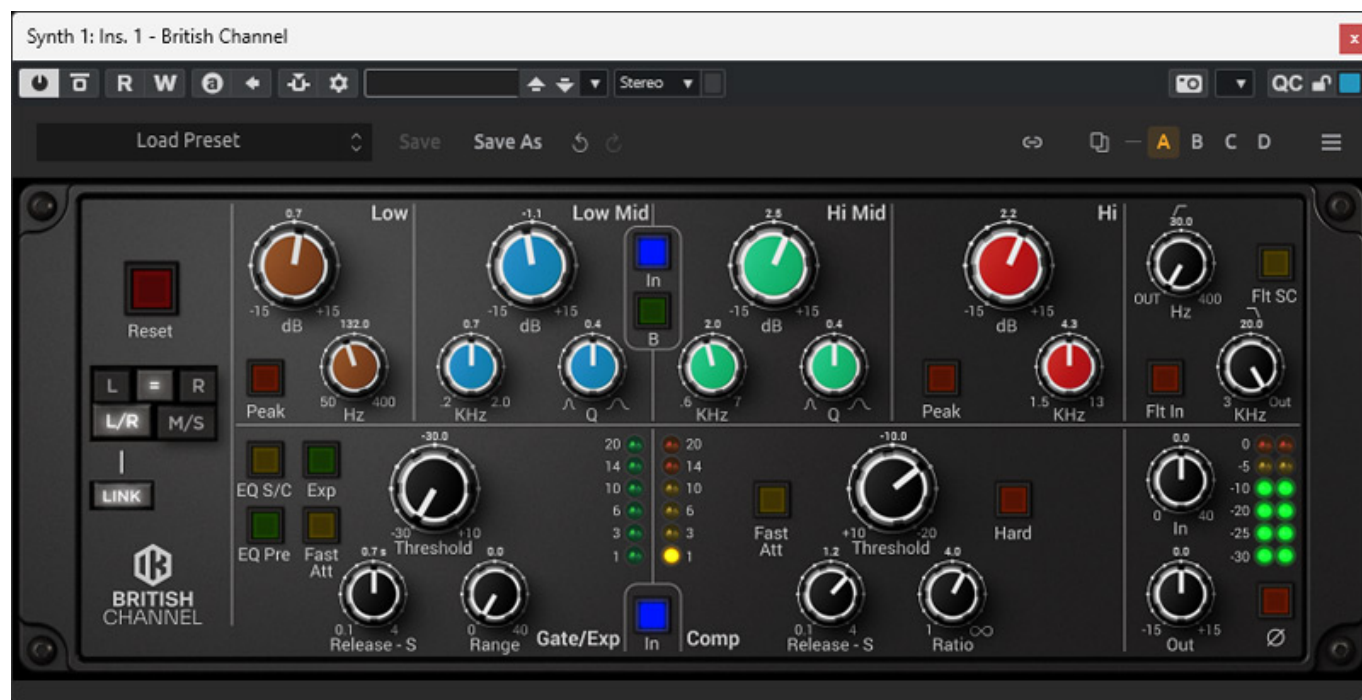 Synth 1: Ins. 1 - British Channel
x
R W a Stereo QC
Load Preset Save Save As A B C D
0.7 Low -1.1 Low Mid 2.5 Hi Mid 2.2 Hi 30.0
In
-15 +15 -15 +15 -15 +15 -15 +15 OUT 400 Flt SC
dB dB dB dB Hz
Reset
132.0 0.7 0.4 B 2.0 0.4 4.3 20.0
L = R
50 400 .2 2.0 .6 7 1.5 13 3 Out
Peak Hz KHz Q KHz Q Peak KHz Flt In KHz
L/R M/S
-30.0 20 20 -10.0 0.0 0
14 14 -5
EQ S/C Exp 10 10 -10
LINK
6 6 0 40 -20
-30 +10 3 3 Fast Att +10 -20 Hard In -25
EQ Pre Fast Att Threshold 1 1 Threshold -30
0.7 s 0.0 1.2 4.0 0.0
BRITISH
CHANNEL
0.1 4 0 40 0.1 4 1 ∞ -15 +15
Release - S Range Gate/Exp In Comp Release - S Ratio Out Ø